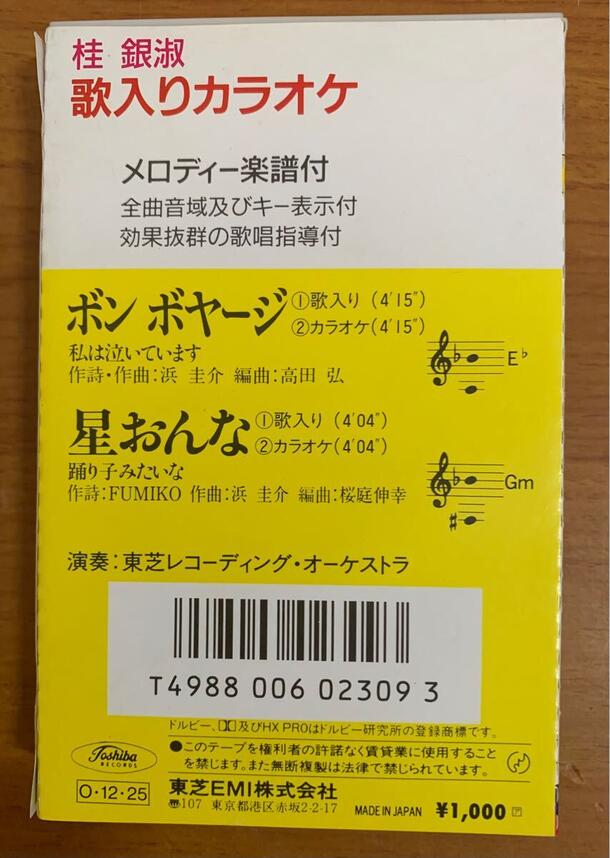 桂 銀淑
歌入りカラオケ
メロディー楽譜付
全曲音域及びキー表示付
効果抜群の歌唱指導付
ボン ボヤージ ①歌入り (4'15")
②カラオケ(4'15")
私は泣いています
作詩・作曲:浜 圭介 編曲:高田 弘
E♭
星おんな ①歌入り (4'04")
②カラオケ(4'04")
踊り子みたいな
作詩:FUMIKO 作曲:浜 圭介 編曲:桜庭伸幸
Gm
演奏:東芝レコーディング・オーケストラ
T4988 006 02309 3
ドルビー、及びHX PROはドルビー研究所の登録商標です。
●このテープを権利者の許諾なく賃貸業に使用すること
を禁じます。また無断複製は法律で禁じられています。
Toshiba
RECORDS
O・12・25
東芝EMI株式会社
〠107 東京都港区赤坂2-2-17 MADE IN JAPAN ¥1,000